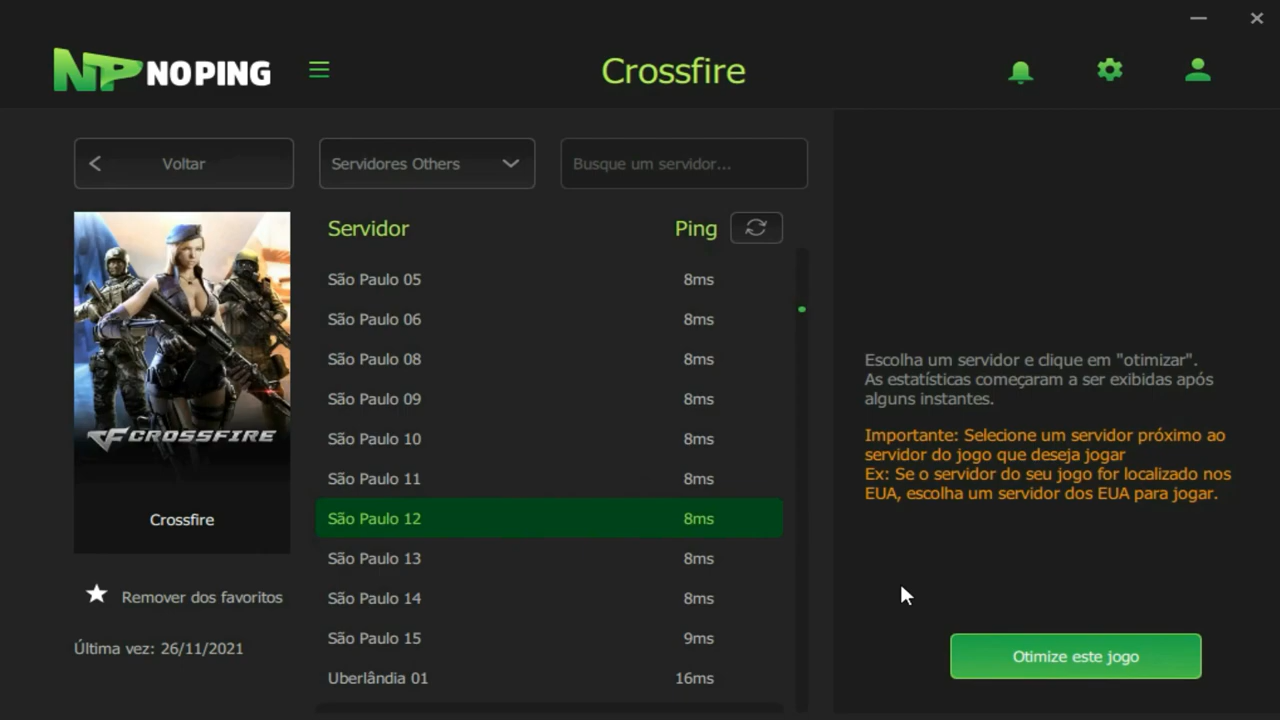 NP NOPING
Crossfire
Voltar
Servidores Others
Busque um servidor...
Servidor Ping
São Paulo 05 8ms
São Paulo 06 8ms
São Paulo 08 8ms
São Paulo 09 8ms
São Paulo 10 8ms
São Paulo 11 8ms
São Paulo 12 8ms
São Paulo 13 8ms
São Paulo 14 8ms
São Paulo 15 9ms
Uberlândia 01 16ms
CF CROSSFIRE
Crossfire
Remover dos favoritos
Última vez: 26/11/2021
Escolha um servidor e clique em "otimizar".
As estatísticas começaram a ser exibidas após
alguns instantes.
Importante: Selecione um servidor próximo ao
servidor do jogo que deseja jogar
Ex: Se o servidor do seu jogo for localizado nos
EUA, escolha um servidor dos EUA para jogar.
Otimize este jogo